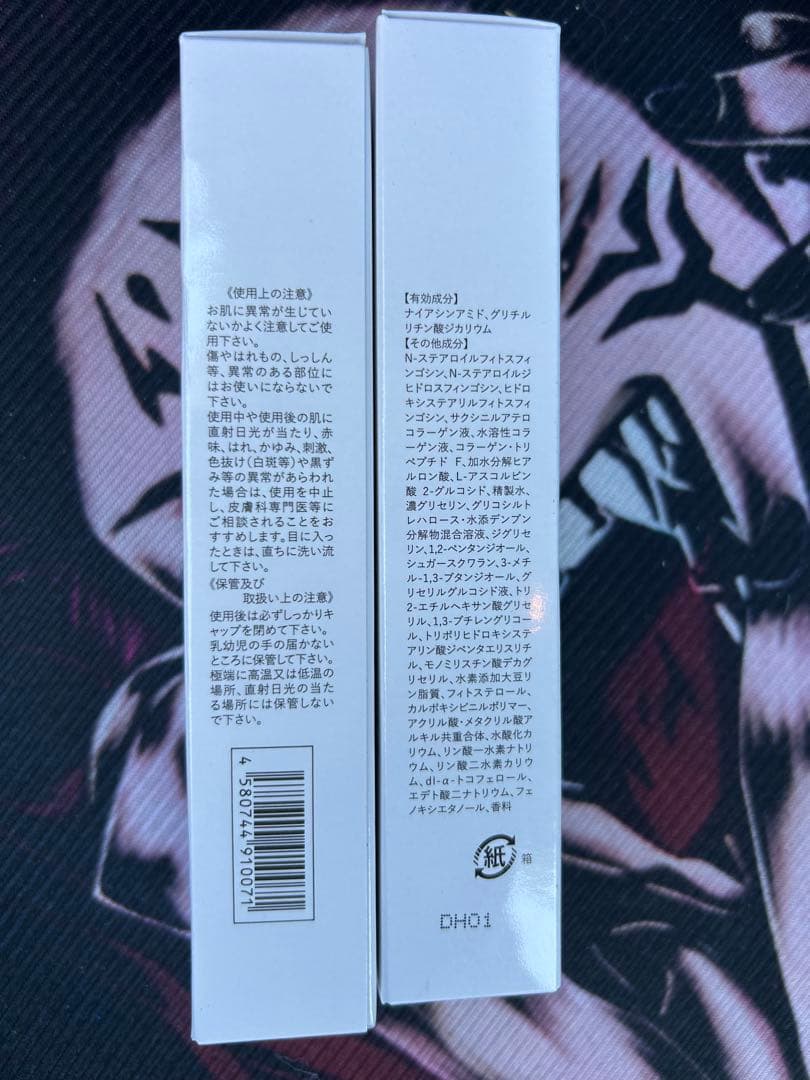 《使用上の注意》
お肌に異常が生じてい
ないかよく注意してご使
用下さい。
傷やはれもの、しっしん
等、異常のある部位に
はお使いにならないで
下さい。
使用中や使用後の肌に
直射日光が当たり、赤
味、はれ、かゆみ、刺激、
色抜け(白斑等)や黒ず
み等の異常があらわれ
た場合は、使用を中止
し、皮膚科専門医等に
ご相談されることをお
すすめします。目に入っ
たときは、直ちに洗い流
して下さい。
《保管及び
取扱い上の注意》
使用後は必ずしっかりキ
ャップを閉めて下さい。
乳幼児の手の届かない
ところに保管して下さい。
極端に高温又は低温の
場所、直射日光の当た
る場所には保管しない
で下さい。
4 580744 910071
【有効成分】
ナイアシンアミド、グリチル
リチン酸ジカリウム
【その他成分】
N-ステアロイルフィトスフィ
ンゴシン、N-ステアロイルジ
ヒドロスフィンゴシン、ヒドロ
キシステアリルフィトスフィ
ンゴシン、サクシニルアテロ
コラーゲン液、水溶性コラ
ーゲン液、コラーゲン・トリ
ペプチド F、加水分解ヒア
ルロン酸、L-アスコルビン
酸 2-グルコシド、精製水、
濃グリセリン、グリコシルト
レハロース・水添デンプン
分解物混合溶液、ジグリセ
リン、1,2-ペンタンジオール、
シュガースクワラン、3-メチ
ル-1,3-ブタンジオール、グ
リセリルグルコシド液、トリ
2-エチルヘキサン酸グリセ
リル、1,3-ブチレングリコー
ル、トリポリヒドロキシステ
アリン酸ジペンタエリスリチ
ル、モノミリスチン酸デカグ
リセリル、水素添加大豆リ
ン脂質、フィトステロール、
カルボキシビニルポリマー、
アクリル酸・メタクリル酸ア
ルキル共重合体、水酸化カ
リウム、リン酸一水素ナトリ
ウム、リン酸二水素カリウ
ム、dl-α-トコフェロール、
エデト酸二ナトリウム、フェ
ノキシエタノール、香料
紙 箱
DH01